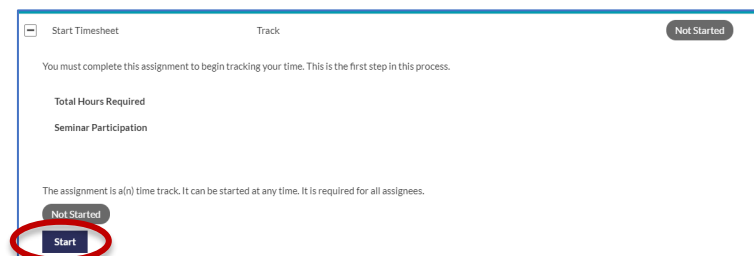 Start Timesheet Track Not Started
You must complete this assignment to begin tracking your time. This is the first step in this process.
Total Hours Required
Seminar Participation
The assignment is a(n) time track. It can be started at any time. It is required for all assignees.
Not Started
Start